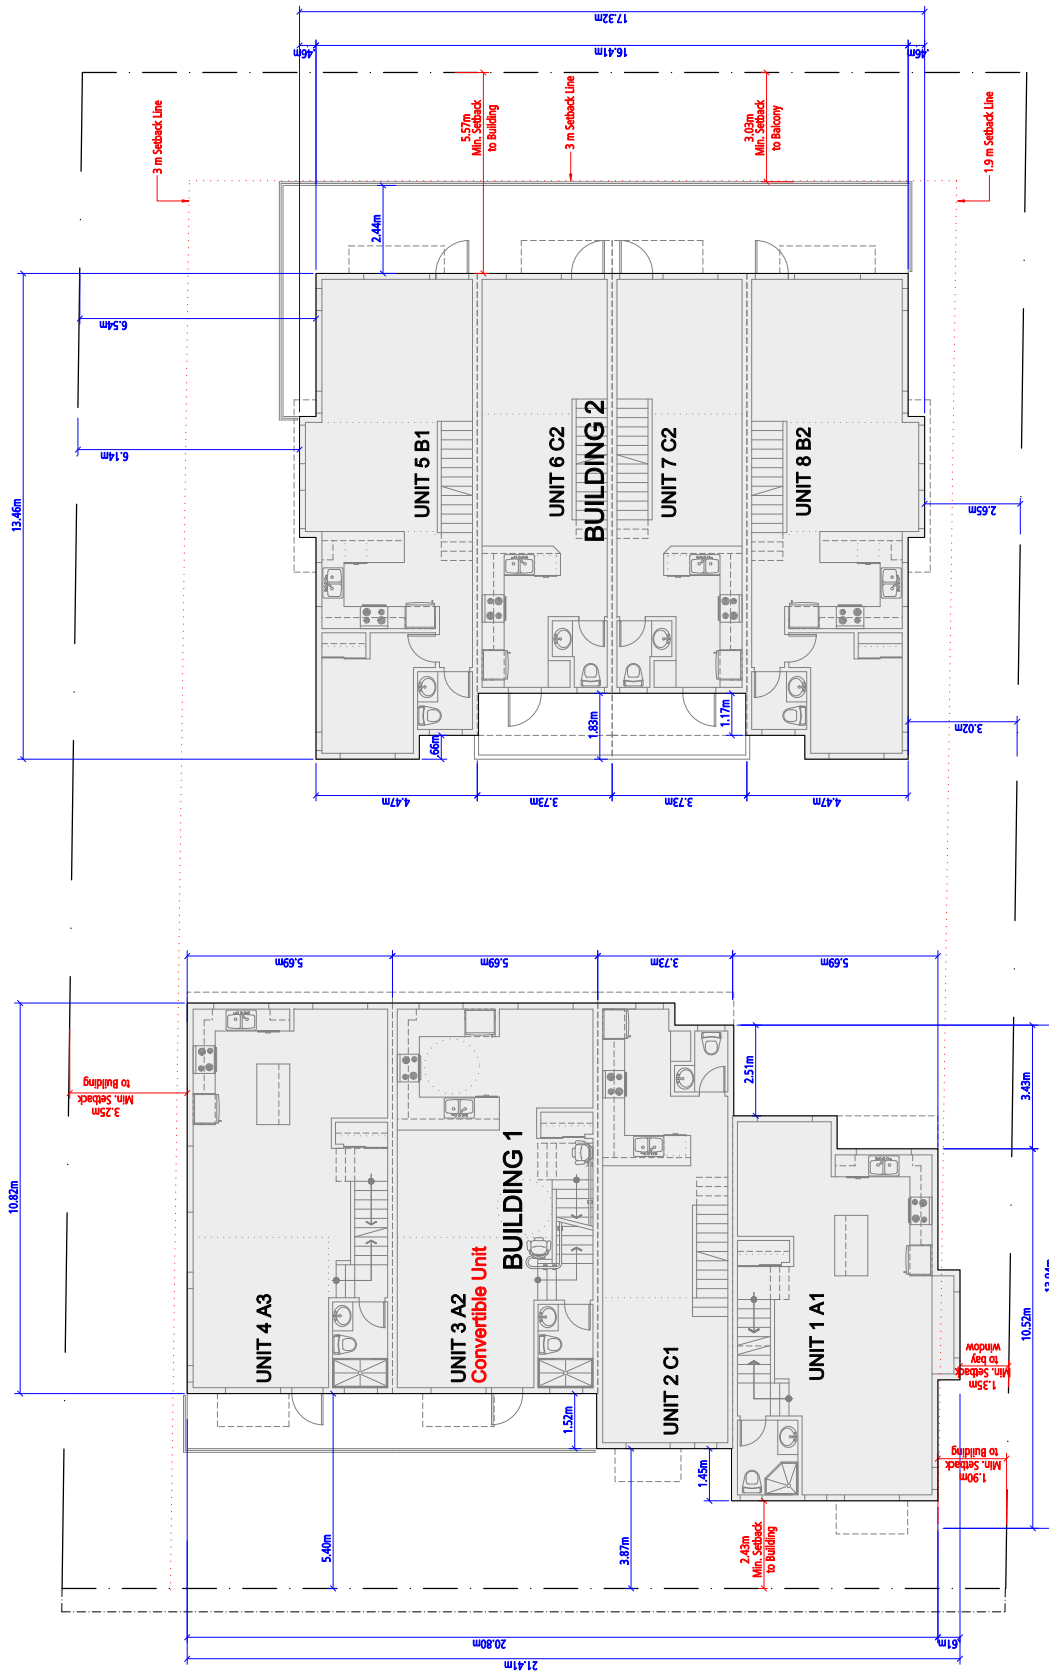 17.32m
.46m
16.41m
.46m
3 m Setback Line
5.57m
Min. Setback
to Building
3 m Setback Line
3.03m
Min. Setback
to Balcony
1.9 m Setback Line
2.44m
6.54m
6.14m
13.46m
UNIT 5 B1
UNIT 6 C2
BUILDING 2
UNIT 7 C2
UNIT 8 B2
2.65m
3.02m
.66m
1.83m
1.17m
4.47m
3.73m
3.73m
4.47m
5.69m
5.69m
3.73m
5.69m
3.25m
Min. Setback
to Building
2.51m
3.43m
10.82m
UNIT 4 A3
UNIT 3 A2
Convertible Unit
BUILDING 1
UNIT 2 C1
UNIT 1 A1
10.52m
13.94m
1.35m
Min. Setback
to bay
window
1.90m
Min. Setback
to Building
1.52m
1.45m
5.40m
3.87m
2.43m
Min. Setback
to Building
20.80m
.61m
21.41m